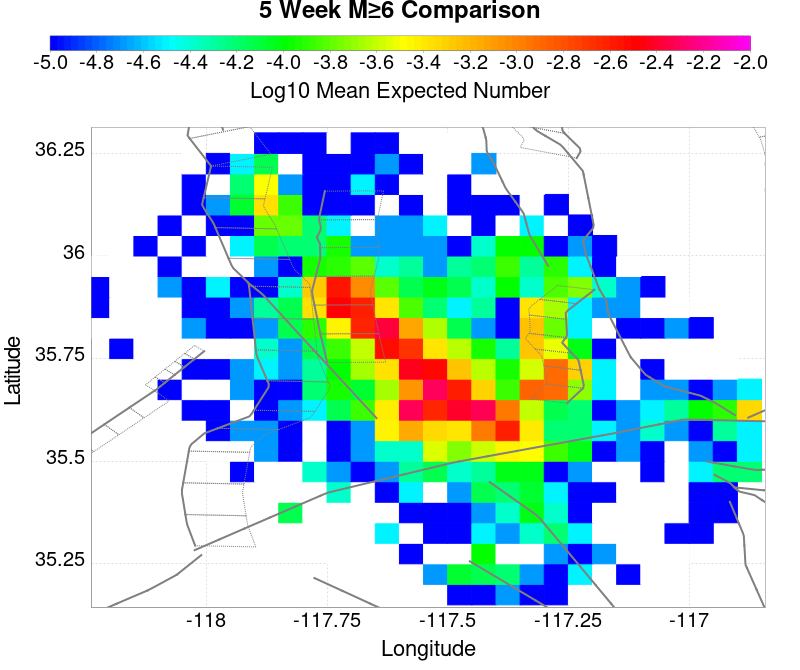 5 Week M≥6 Comparison
-5.0 -4.8 -4.6 -4.4 -4.2 -4.0 -3.8 -3.6 -3.4 -3.2 -3.0 -2.8 -2.6 -2.4 -2.2 -2.0
Log10 Mean Expected Number
36.25
36
35.75
35.5
35.25
Latitude
-118 -117.75 -117.5 -117.25 -117
Longitude